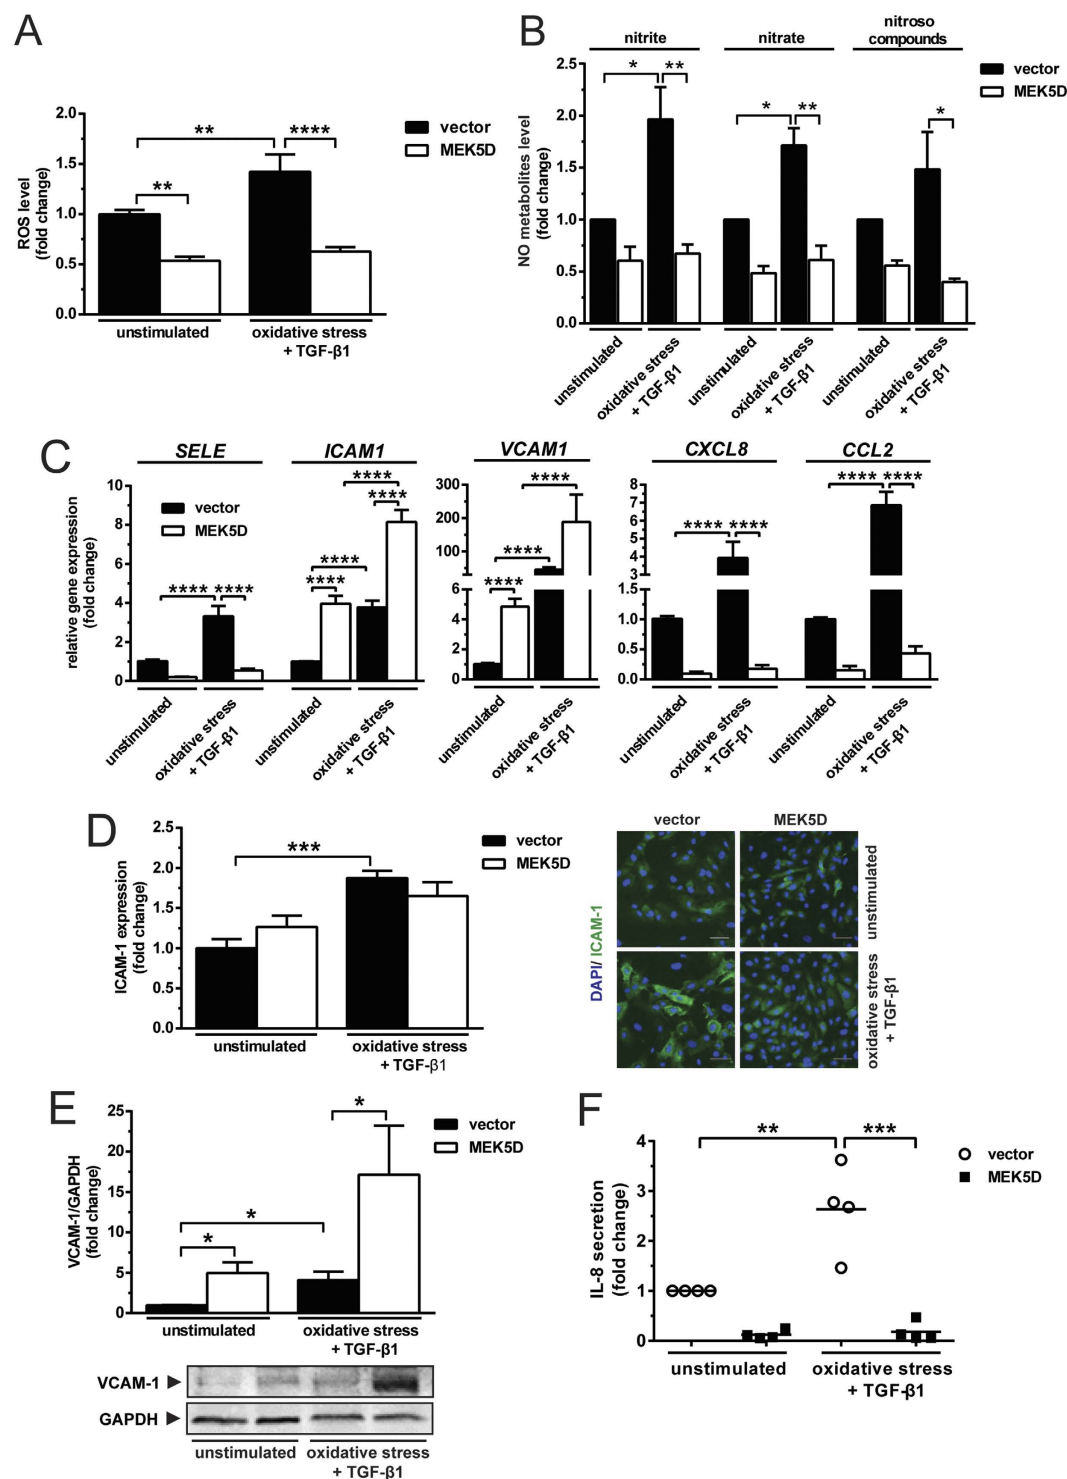 A
2.0
1.5
1.0
0.5
0.0
ROS level
(fold change)
**
****
**
vector
MEK5D
unstimulated
oxidative stress
+ TGF-β1
B
nitrite
nitrate
nitroso
compounds
2.5
2.0
1.5
1.0
0.5
0.0
NO metabolites level
(fold change)
*
**
*
**
*
vector
MEK5D
unstimulated
oxidative stress
+ TGF-β1
unstimulated
oxidative stress
+ TGF-β1
unstimulated
oxidative stress
+ TGF-β1
C
relative gene expression
(fold change)
SELE
ICAM1
10
8
6
4
2
0
vector
MEK5D
****
****
****
****
****
****
unstimulated
oxidative stress
+ TGF-β1
unstimulated
oxidative stress
+ TGF-β1
VCAM1
300
200
100
6
4
2
0
****
****
****
unstimulated
oxidative stress
+ TGF-β1
CXCL8
CCL2
8
7
6
5
4
3
2
1.5
1.0
0.5
0.0
****
****
****
****
unstimulated
oxidative stress
+ TGF-β1
unstimulated
oxidative stress
+ TGF-β1
D
2.5
2.0
1.5
1.0
0.5
0.0
ICAM-1 expression
(fold change)
***
vector
MEK5D
unstimulated
oxidative stress
+ TGF-β1
vector
MEK5D
DAPI/ ICAM-1
unstimulated
oxidative stress
+ TGF-β1
E
25
20
15
10
5
0
VCAM-1/GAPDH
(fold change)
*
*
*
vector
MEK5D
unstimulated
oxidative stress
+ TGF-β1
VCAM-1
GAPDH
unstimulated
oxidative stress
+ TGF-β1
F
4
3
2
1
0
IL-8 secretion
(fold change)
**
***
vector
MEK5D
unstimulated
oxidative stress
+ TGF-β1